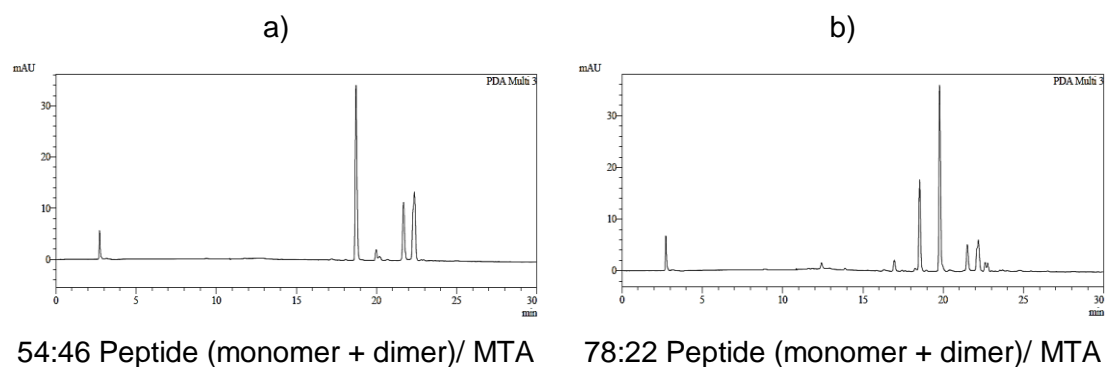 a)
b)
mAU
PDA Multi 3
30
20
10
0
0 5 10 15 20 25 30
min
mAU
PDA Multi 3
30
20
10
0
0 5 10 15 20 25 30
min
54:46 Peptide (monomer + dimer)/ MTA
78:22 Peptide (monomer + dimer)/ MTA